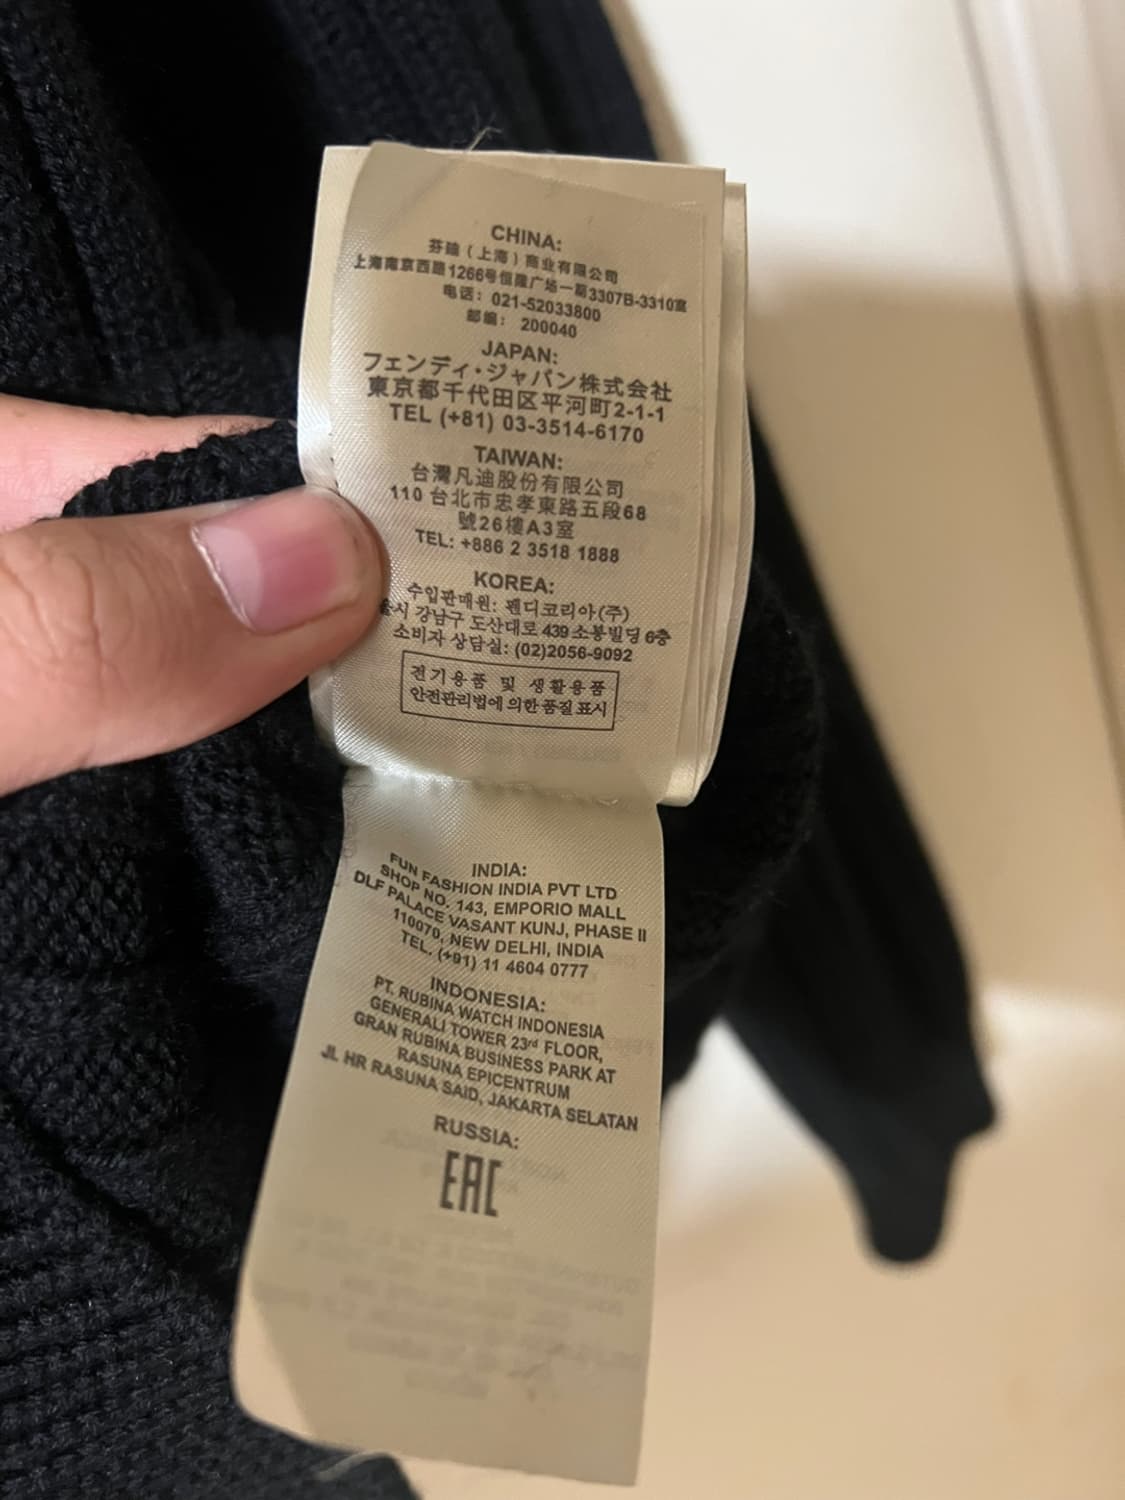 CHINA:
芬迪（上海）商业有限公司
上海南京西路1266号恒隆广场一期3307B-3310室
电话：021-52033800
邮编：200040
JAPAN:
フェンディ・ジャパン株式会社
東京都千代田区平河町2-1-1
TEL (+81) 03-3514-6170
TAIWAN:
台灣凡迪股份有限公司
110 台北市忠孝東路五段68
號26樓A3室
TEL: +886 2 3518 1888
KOREA:
수입판매원: 펜디코리아(주)
울시 강남구 도산대로 439 소봉빌딩 6층
소비자 상담실: (02)2056-9092
전기용품 및 생활용품
안전관리법에 의한 품질표시
INDIA:
FUN FASHION INDIA PVT LTD
SHOP NO. 143, EMPORIO MALL
DLF PALACE VASANT KUNJ, PHASE II
110070, NEW DELHI, INDIA
TEL. (+91) 11 4604 0777
INDONESIA:
PT. RUBINA WATCH INDONESIA
GENERALI TOWER 23rd FLOOR,
GRAN RUBINA BUSINESS PARK AT
RASUNA EPICENTRUM
JL HR RASUNA SAID, JAKARTA SELATAN
RUSSIA:
EAC